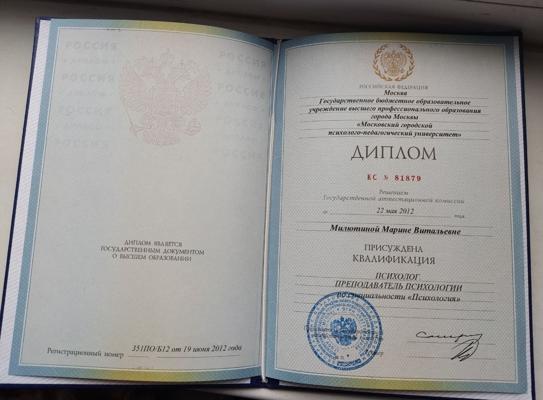 ДИПЛОМ ЯВЛЯЕТСЯ
ГОСУДАРСТВЕННЫМ ДОКУМЕНТОМ
О ВЫСШЕМ ОБРАЗОВАНИИ
Регистрационный номер 351ПО/Б12 от 19 июня 2012 года
РОССИЙСКАЯ ФЕДЕРАЦИЯ
Москва
Государственное бюджетное образовательное
учреждение высшего профессионального образования
города Москвы
«Московский городской
психолого-педагогический университет»
ДИПЛОМ
КС № 81879
Решением
Государственной аттестационной комиссии
от 22 мая 2012 года
Милютиной Марине Витальевне
ПРИСУЖДЕНА
КВАЛИФИКАЦИЯ
ПСИХОЛОГ.
ПРЕПОДАВАТЕЛЬ ПСИХОЛОГИИ
по специальности «Психология»